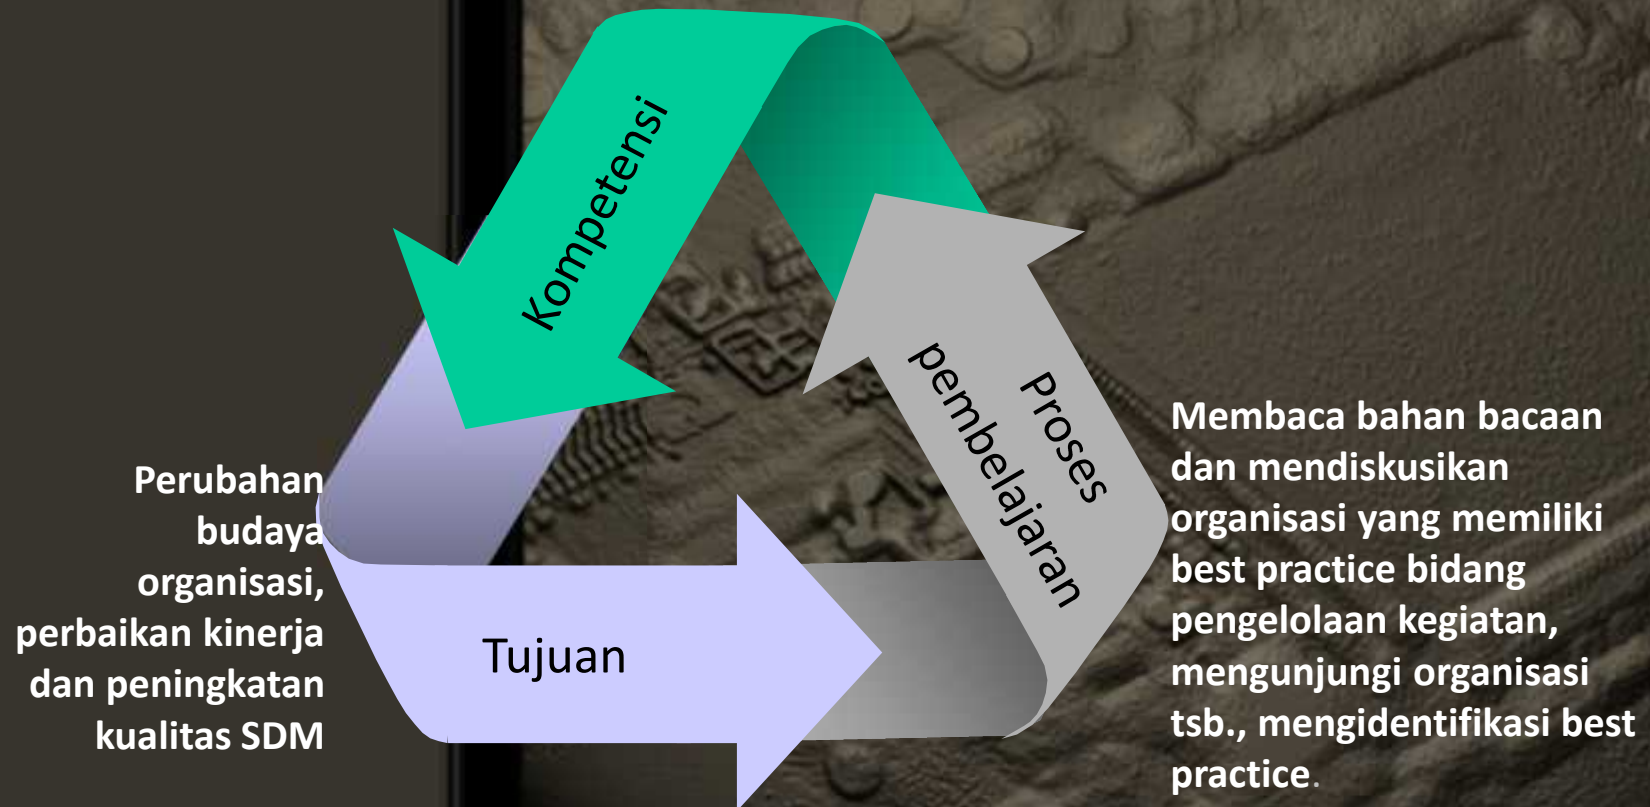 Kompetensi
Proses
pembelajaran
Tujuan
Perubahan
budaya
organisasi,
perbaikan kinerja
dan peningkatan
kualitas SDM
Membaca bahan bacaan
dan mendiskusikan
organisasi yang memiliki
best practice bidang
pengelolaan kegiatan,
mengunjungi organisasi
tsb., mengidentifikasi best
practice.